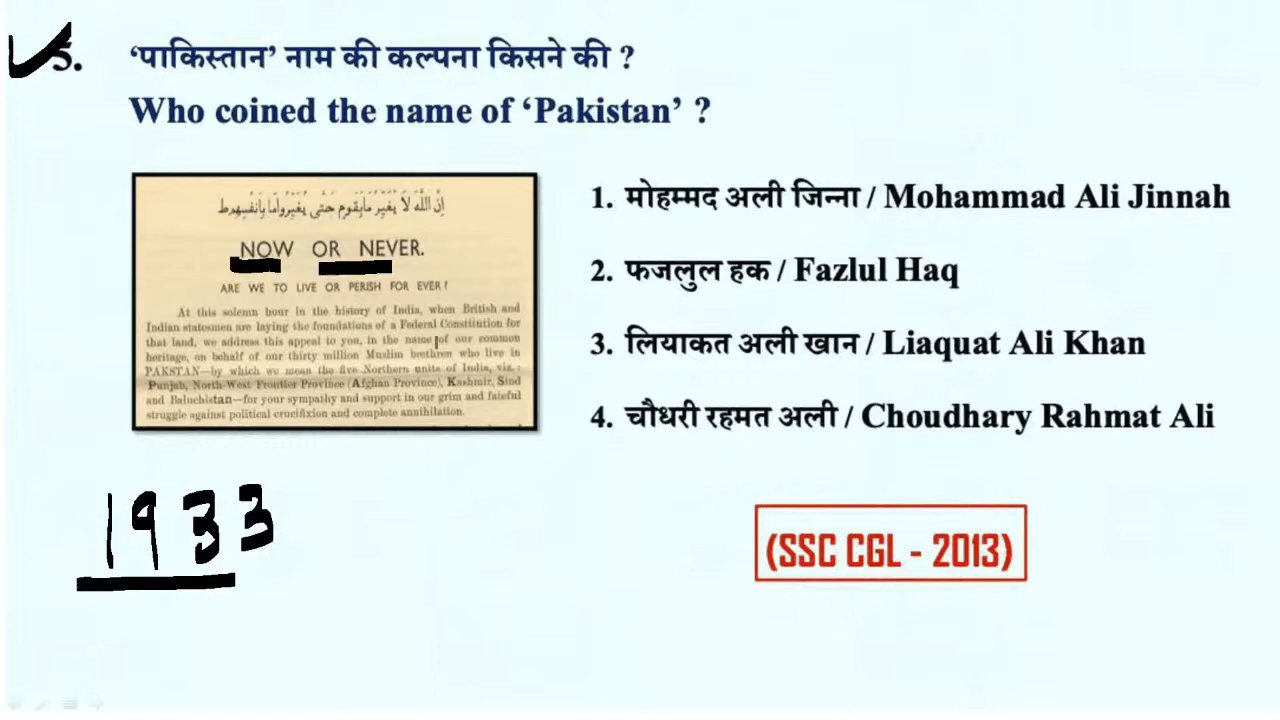 5. ‘पाकिस्तान’ नाम की कल्पना किसने की ?
Who coined the name of ‘Pakistan’ ?
NOW OR NEVER.
ARE WE TO LIVE OR PERISH FOR EVER?
At this solemn hour in the history of India, when British and
Indian statesmen are laying the foundations of a Federal Constitution for
that land, we address this appeal to you, in the name of our common
heritage, on behalf of our thirty million Muslim brethren who live in
PAKSTAN—by which we mean the five Northern units of India, viz. :
Punjab, North-West Frontier Province (Afghan Province), Kashmir, Sind
and Baluchistan—for your sympathy and support in our grim and fateful
struggle against political crucifixion and complete annihilation.
1. मोहम्मद अली जिन्ना / Mohammad Ali Jinnah
2. फजलुल हक / Fazlul Haq
3. लियाकत अली खान / Liaquat Ali Khan
4. चौधरी रहमत अली / Choudhary Rahmat Ali
1933
(SSC CGL - 2013)